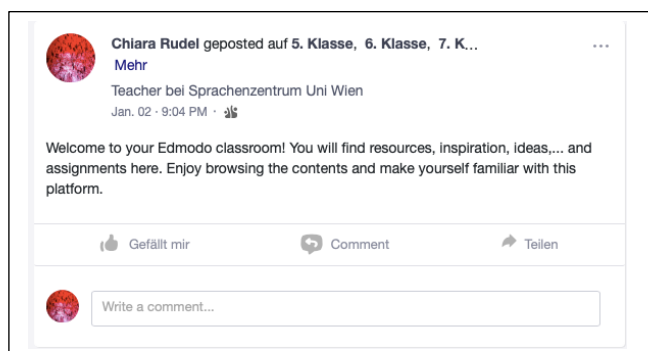 Chiara Rudel geposted auf 5. Klasse, 6. Klasse, 7. K...
Mehr
Teacher bei Sprachenzentrum Uni Wien
Jan. 02 · 9:04 PM ·
Welcome to your Edmodo classroom! You will find resources, inspiration, ideas,... and
assignments here. Enjoy browsing the contents and make yourself familiar with this
platform.
Gefällt mir Comment Teilen
Write a comment...